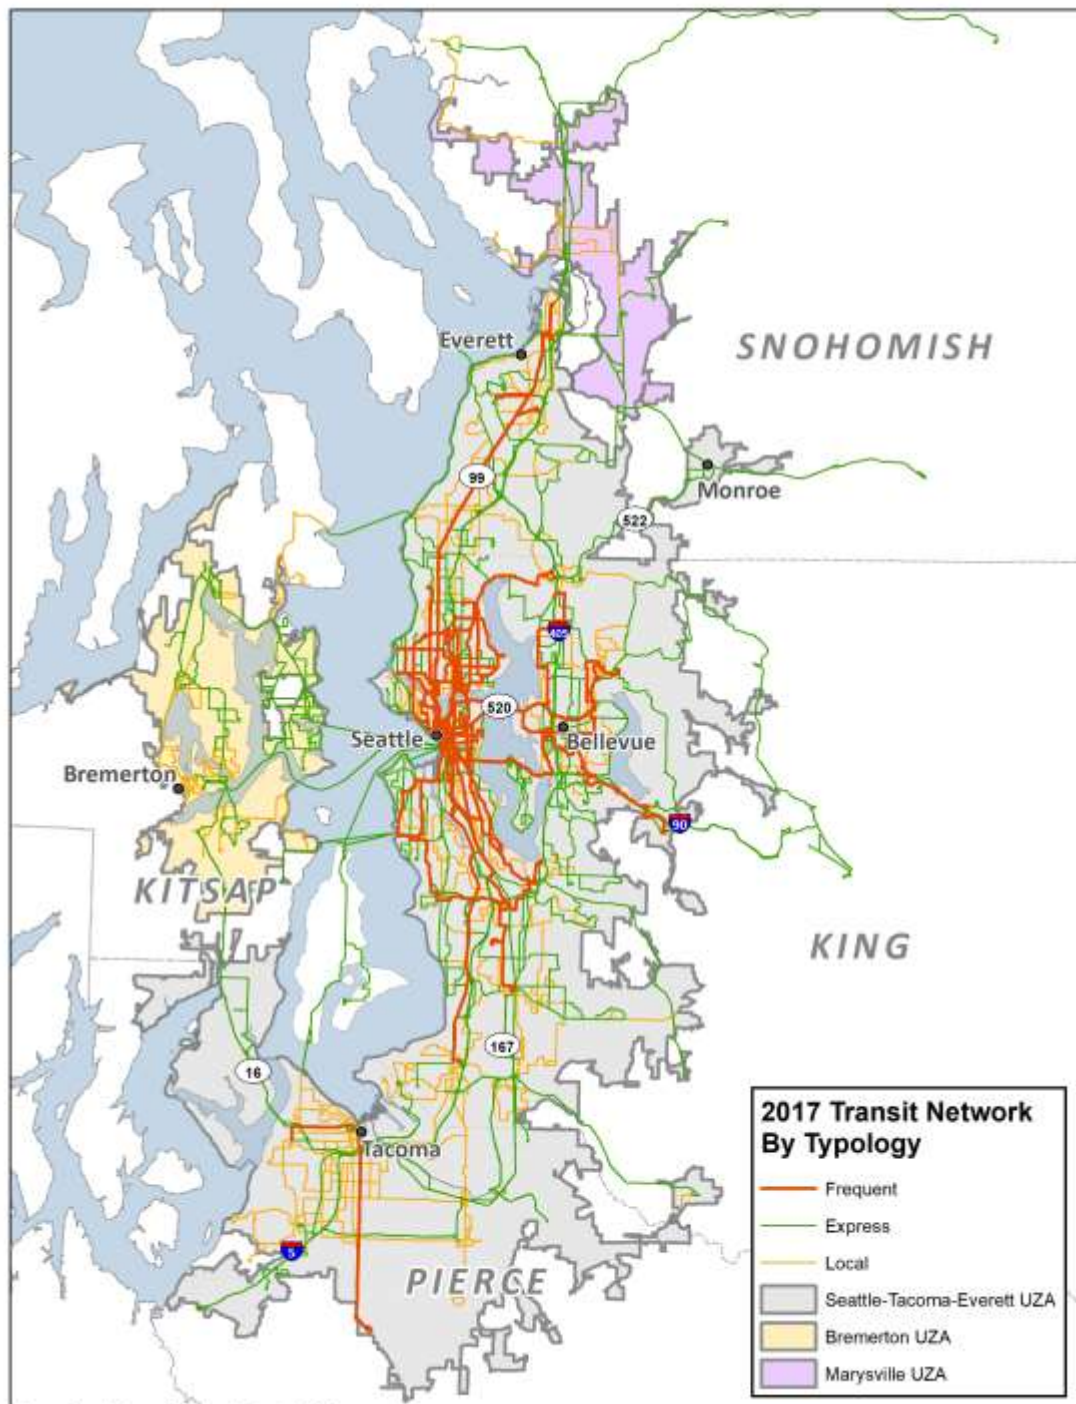 Everett
SNOHOMISH
99
Monroe
522
405
520
Seattle
Bellevue
Bremerton
90
KITSAP
KING
167
16
Tacoma
5
PIERCE
2017 Transit Network
By Typology
Frequent
Express
Local
Seattle-Tacoma-Everett UZA
Bremerton UZA
Marysville UZA